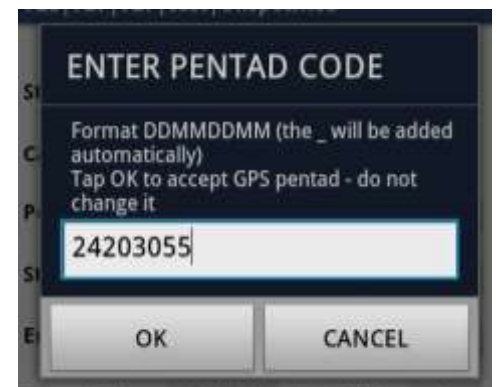 ENTER PENTAD CODE
Format DDMMDDMM (the _ will be added
automatically)
Tap OK to accept GPS pentad - do not
change it
24203055
OK
CANCEL